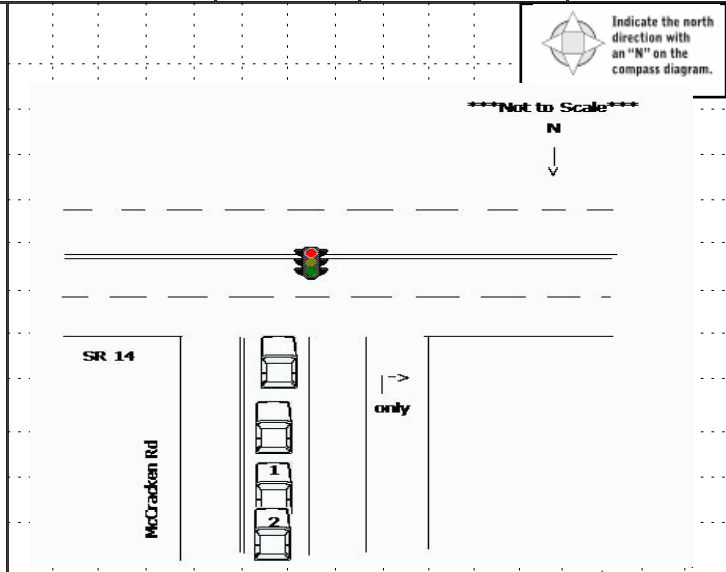 Indicate the north
direction with
an "N" on the
compass diagram.
***Not to Scale***
N
SR 14
only
McCracken Rd
1
2